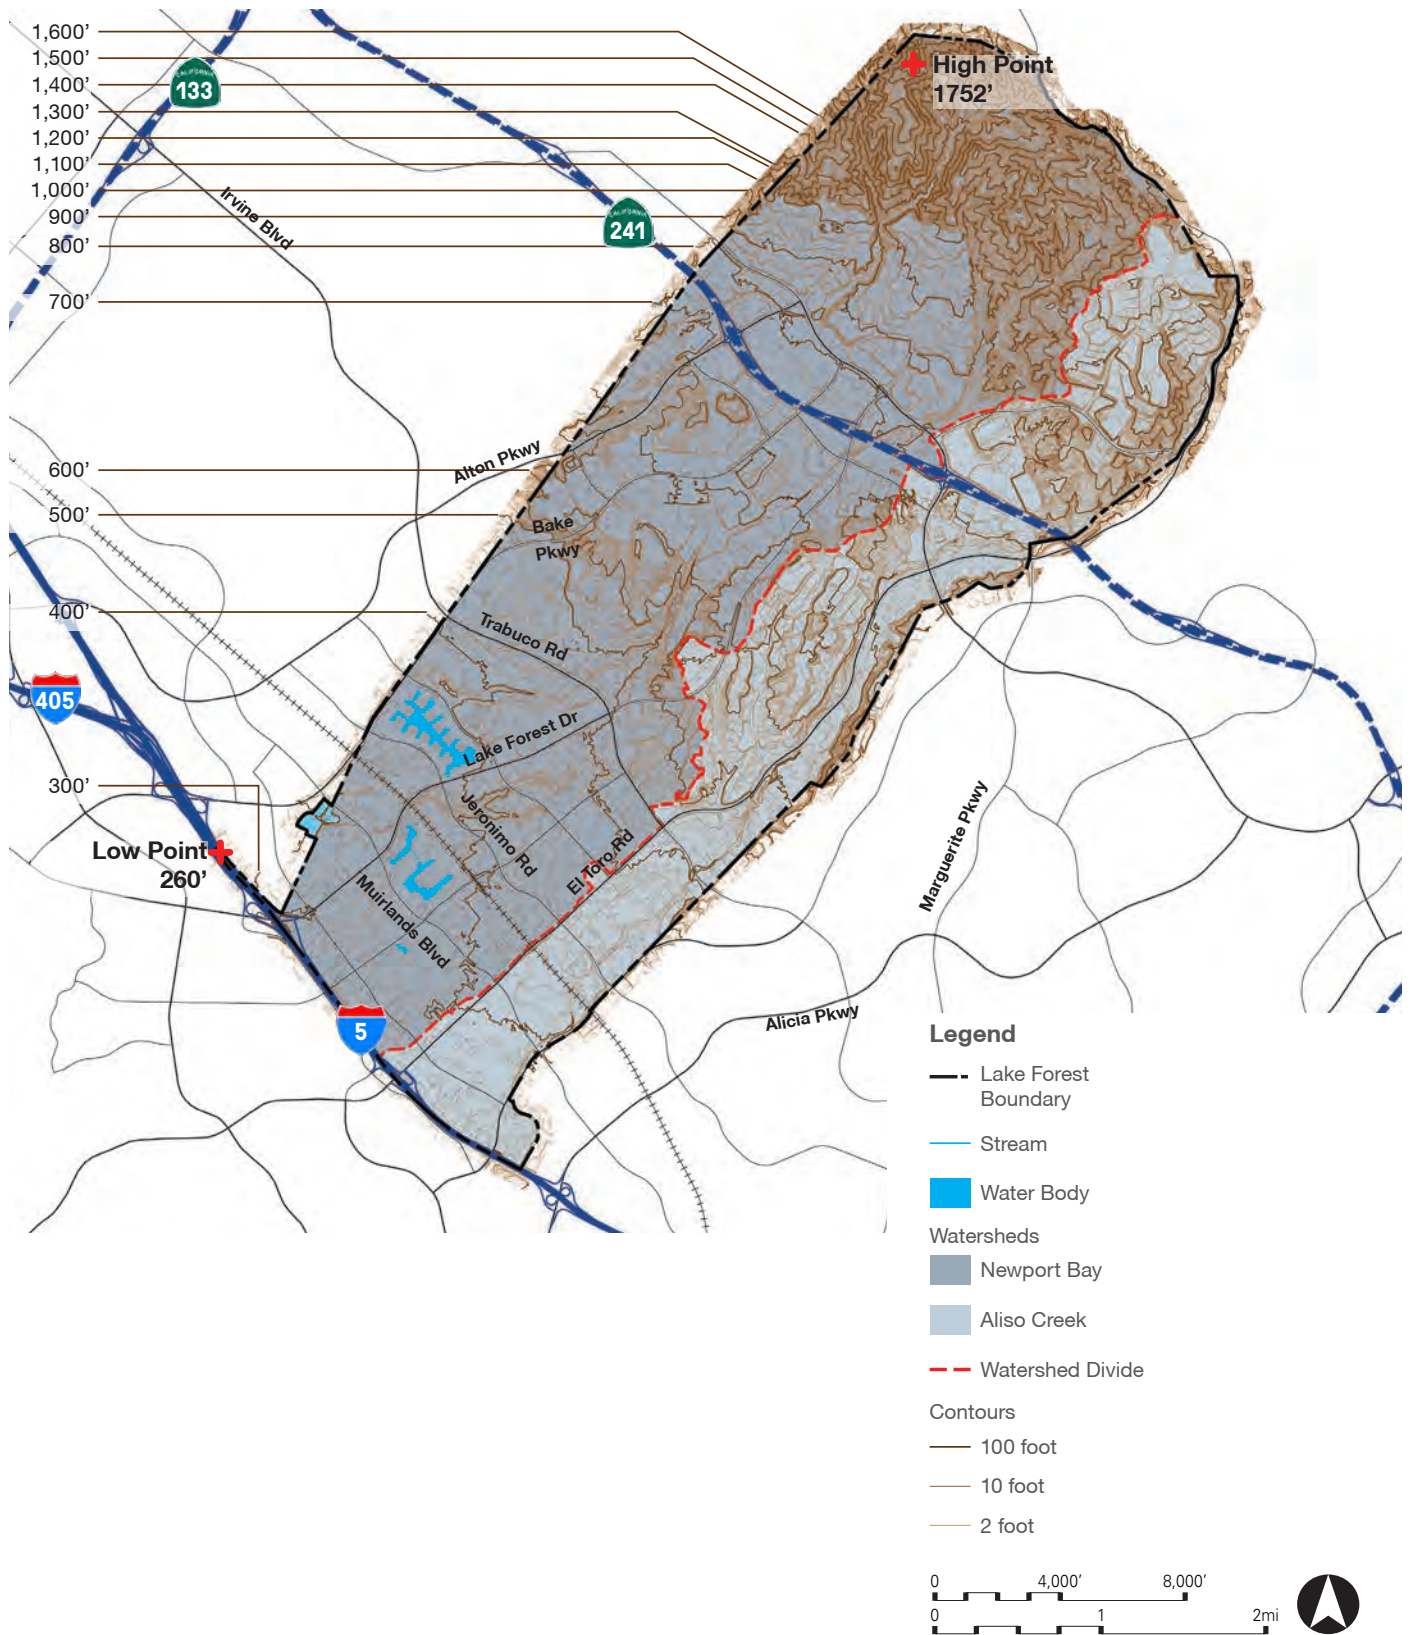 1,600’
1,500’
1,400’
1,300’
1,200’
1,100’
1,000’
900’
800’
700’
600’
500’
400’
300’
CALIFORNIA
133
CALIFORNIA
241
High Point
1752’
Irvine Blvd
Alton Pkwy
Bake
Pkwy
Trabuco Rd
405
Lake Forest Dr
Jeronimo Rd
Low Point
260’
El Toro Rd
Muirlands Blvd
Marguerite Pkwy
5
Alicia Pkwy
Legend
Lake Forest
Boundary
Stream
Water Body
Watersheds
Newport Bay
Aliso Creek
Watershed Divide
Contours
100 foot
10 foot
2 foot
0 4,000’ 8,000’
0 1 2mi